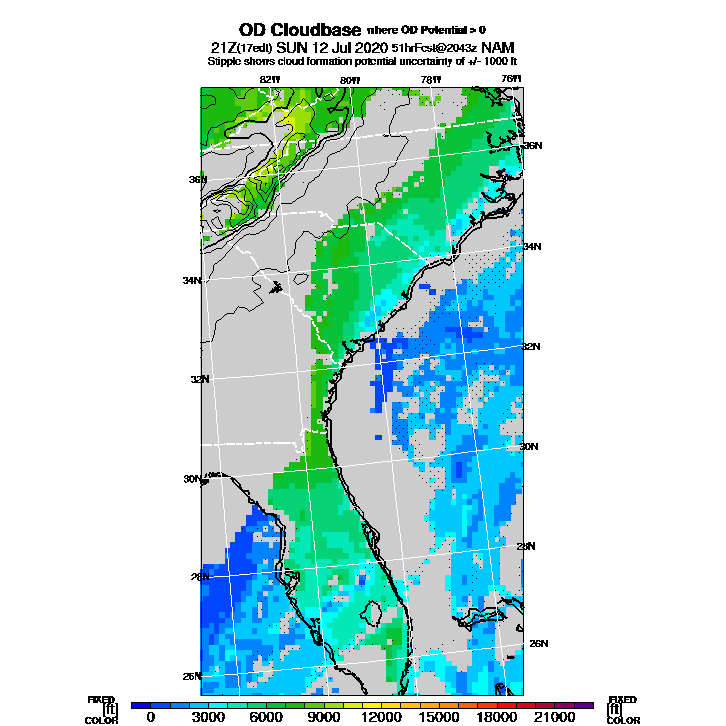 OD Cloudbase where OD Potential > 0
21Z(17edt) SUN 12 Jul 2020 51hrFcst@2043z NAM
Stipple shows cloud formation potential uncertainty of +/- 1000 ft
82W 80W 78W 76W
36N
36N
34N
34N
32N
32N
30N
30N
28N
28N
26N
26N
FIXED FIXED
[ft] [ft]
COLOR 0 3000 6000 9000 12000 15000 18000 21000 COLOR